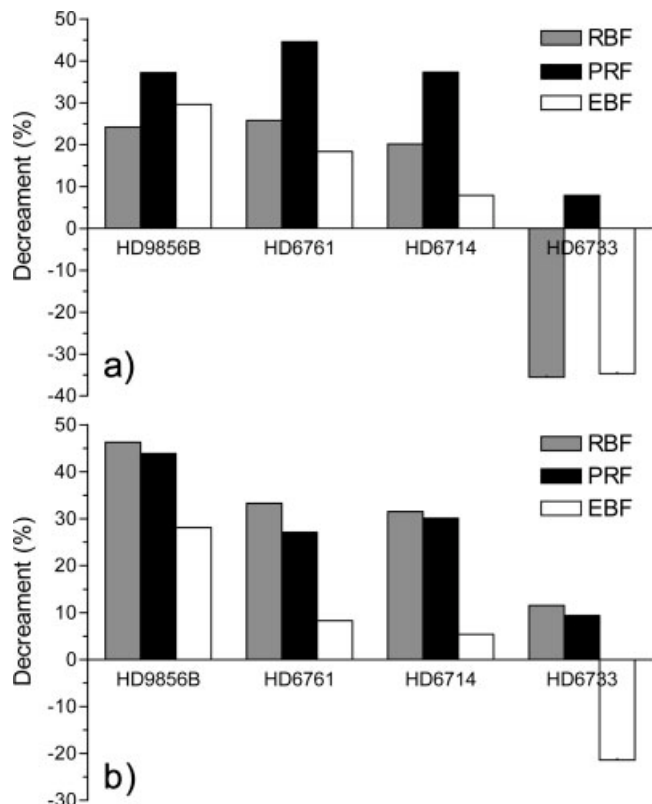 50
40
30
20
10
0
-10
-20
-30
-40
Decreament (%)
RBF
PRF
EBF
HD9856B
HD6761
HD6714
HD6733
a)
50
40
30
20
10
0
-10
-20
-30
Decreament (%)
RBF
PRF
EBF
HD9856B
HD6761
HD6714
HD6733
b)